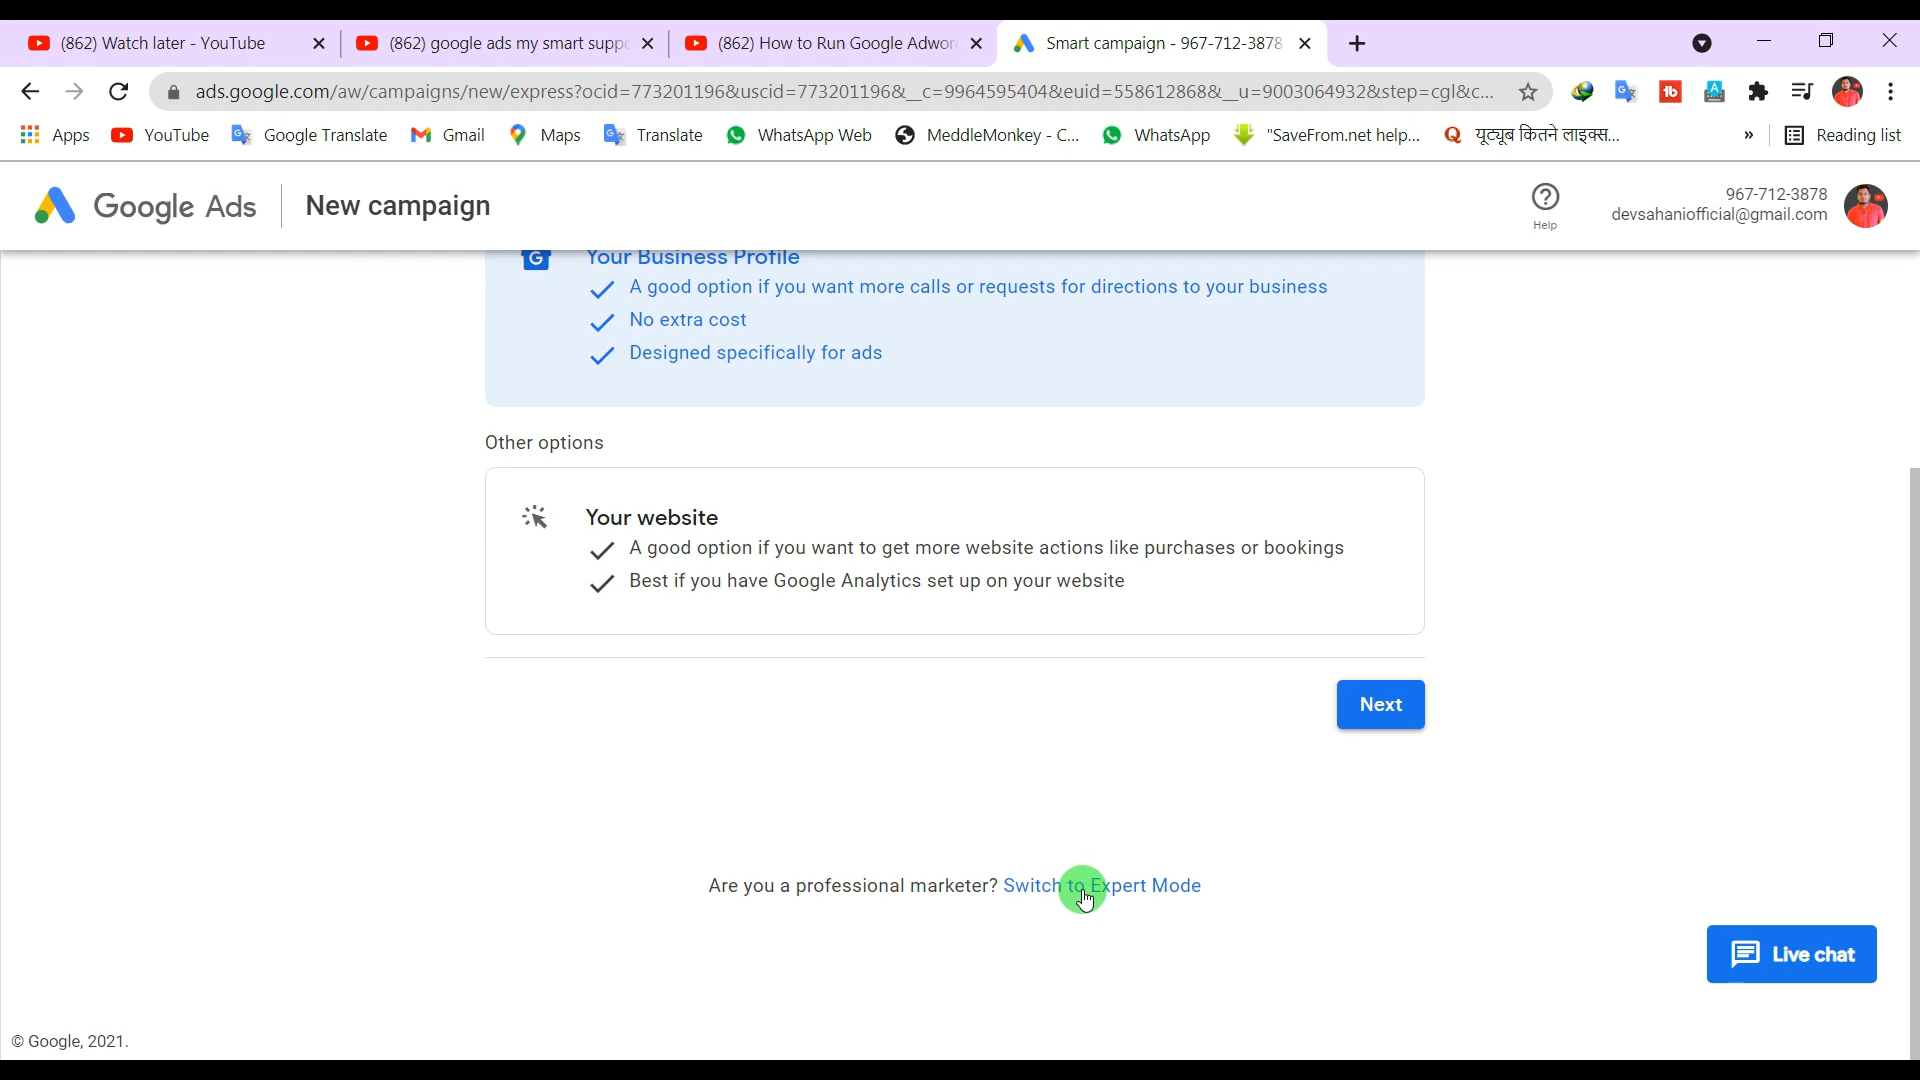 (862) Watch later - YouTube
(862) google ads my smart supp
(862) How to Run Google Adwor
Smart campaign - 967-712-3878
ads.google.com/aw/campaigns/new/express?ocid=773201196&uscid=773201196&__c=9964595404&euid=558612868&__u=9003064932&step=cgl&c...
Apps
YouTube
Google Translate
Gmail
Maps
Translate
WhatsApp Web
MeddleMonkey - C...
WhatsApp
"SaveFrom.net help...
यूट्यूब कितने लाइक्स...
»
Reading list
Google Ads
New campaign
Help
967-712-3878
devsahaniofficial@gmail.com
Your Business Profile
A good option if you want more calls or requests for directions to your business
No extra cost
Designed specifically for ads
Other options
Your website
A good option if you want to get more website actions like purchases or bookings
Best if you have Google Analytics set up on your website
Next
Are you a professional marketer? Switch to Expert Mode
Live chat
© Google, 2021.